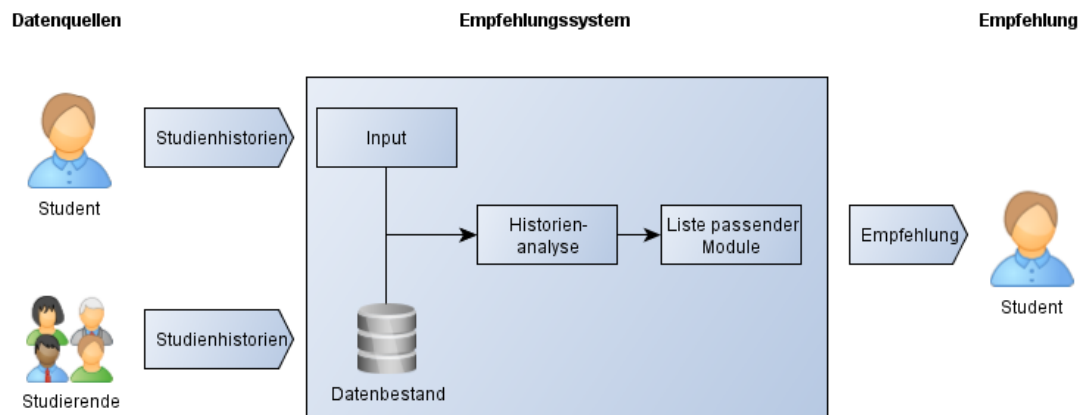 Datenquellen
Empfehlungssystem
Empfehlung
Studienhistorien
Input
Student
Historien-
analyse
Liste passender
Module
Empfehlung
Student
Studienhistorien
Studierende
Datenbestand